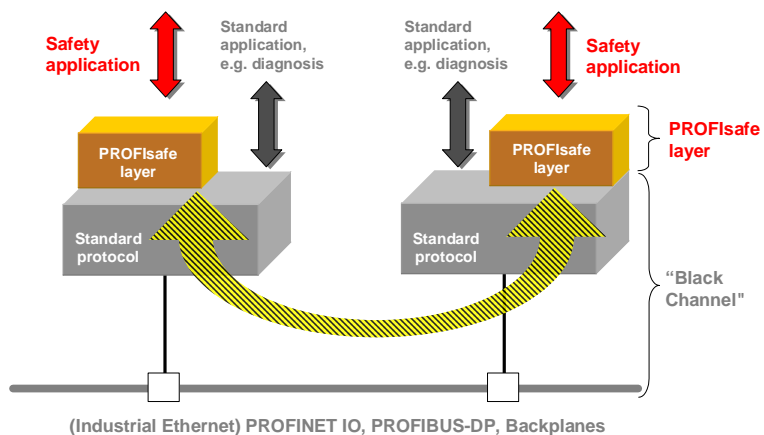 Safety
application
Standard
application,
e.g. diagnosis
Standard
application,
e.g. diagnosis
Safety
application
PROFIsafe
layer
PROFIsafe
layer
PROFIsafe
layer
Standard
protocol
Standard
protocol
“Black
Channel"
(Industrial Ethernet) PROFINET IO, PROFIBUS-DP, Backplanes